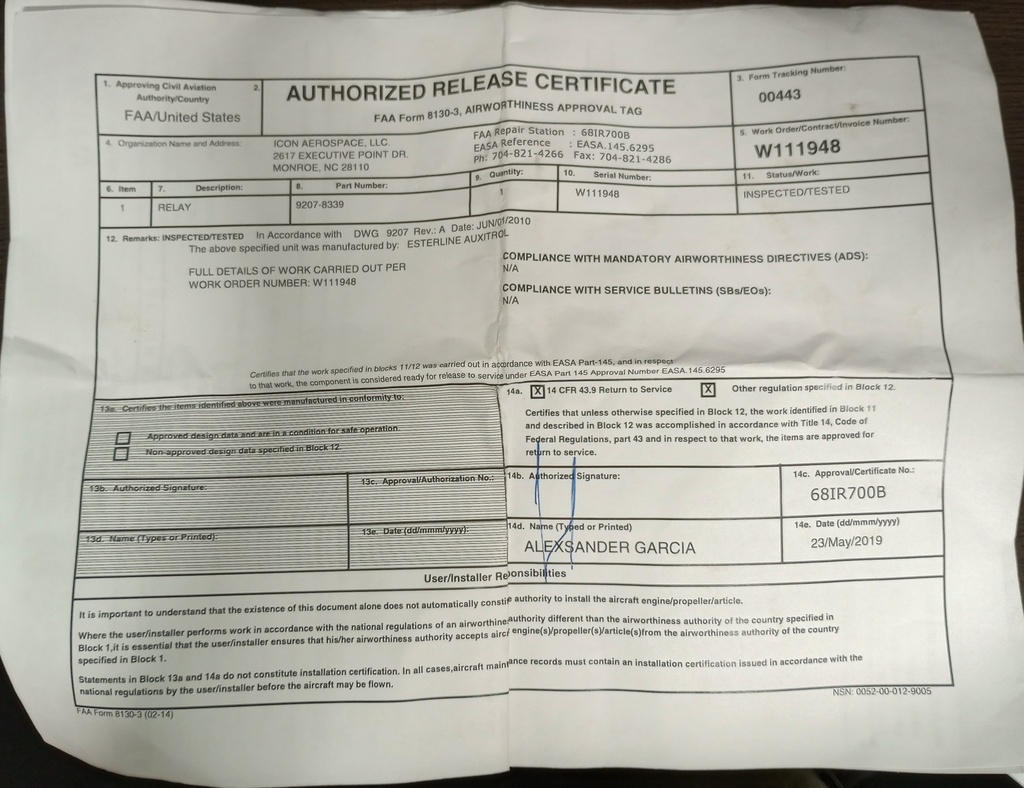 1. Approving Civil Aviation Authority/Country
FAA/United States
2.
AUTHORIZED RELEASE CERTIFICATE
FAA Form 8130-3, AIRWORTHINESS APPROVAL TAG
3. Form Tracking Number:
00443
4. Organization Name and Address:
ICON AEROSPACE, LLC.
2617 EXECUTIVE POINT DR.
MONROE, NC 28110
FAA Repair Station : 68IR700B
EASA Reference : EASA.145.6295
Ph: 704-821-4266 Fax: 704-821-4286
5. Work Order/Contract/Invoice Number:
W111948
6. Item
7. Description:
8. Part Number:
9. Quantity:
10. Serial Number:
11. Status/Work:
1
RELAY
9207-8339
1
W111948
INSPECTED/TESTED
12. Remarks: INSPECTED/TESTED In Accordance with DWG 9207 Rev.: A Date: JUN/01/2010
The above specified unit was manufactured by: ESTERLINE AUXITROL
FULL DETAILS OF WORK CARRIED OUT PER
WORK ORDER NUMBER: W111948
COMPLIANCE WITH MANDATORY AIRWORTHINESS DIRECTIVES (ADS):
N/A
COMPLIANCE WITH SERVICE BULLETINS (SBs/EOs):
N/A
Certifies that the work specified in blocks 11/12 was carried out in accordance with EASA Part-145, and in respect
to that work, the component is considered ready for release to service under EASA Part 145 Approval Number EASA.145.6295
13a. Certifies the items identified above were manufactured in conformity to:
Approved design data and are in a condition for safe operation.
Non-approved design data specified in Block 12.
14a. X 14 CFR 43.9 Return to Service X Other regulation specified in Block 12.
Certifies that unless otherwise specified in Block 12, the work identified in Block 11
and described in Block 12 was accomplished in accordance with Title 14, Code of
Federal Regulations, part 43 and in respect to that work, the items are approved for
return to service.
13b. Authorized Signature:
13c. Approval/Authorization No.:
14b. Authorized Signature:
14c. Approval/Certificate No.:
68IR700B
13d. Name (Types or Printed):
13e. Date (dd/mmm/yyyy):
14d. Name (Typed or Printed)
ALEXSANDER GARCIA
14e. Date (dd/mmm/yyyy)
23/May/2019
User/Installer Reponsibilities
It is important to understand that the existence of this document alone does not automatically constit authority to install the aircraft engine/propeller/article.
Where the user/installer performs work in accordance with the national regulations of an airworthine authority different than the airworthiness authority of the country specified in
Block 1,it is essential that the user/installer ensures that his/her airworthiness authority accepts airc engine(s)/propeller(s)/article(s)from the airworthiness authority of the country
specified in Block 1.
Statements in Block 13a and 14a do not constitute installation certification. In all cases,aircraft maintance records must contain an installation certification issued in accordance with the
national regulations by the user/installer before the aircraft may be flown.
FAA Form 8130-3 (02-14)
NSN: 0052-00-012-9005